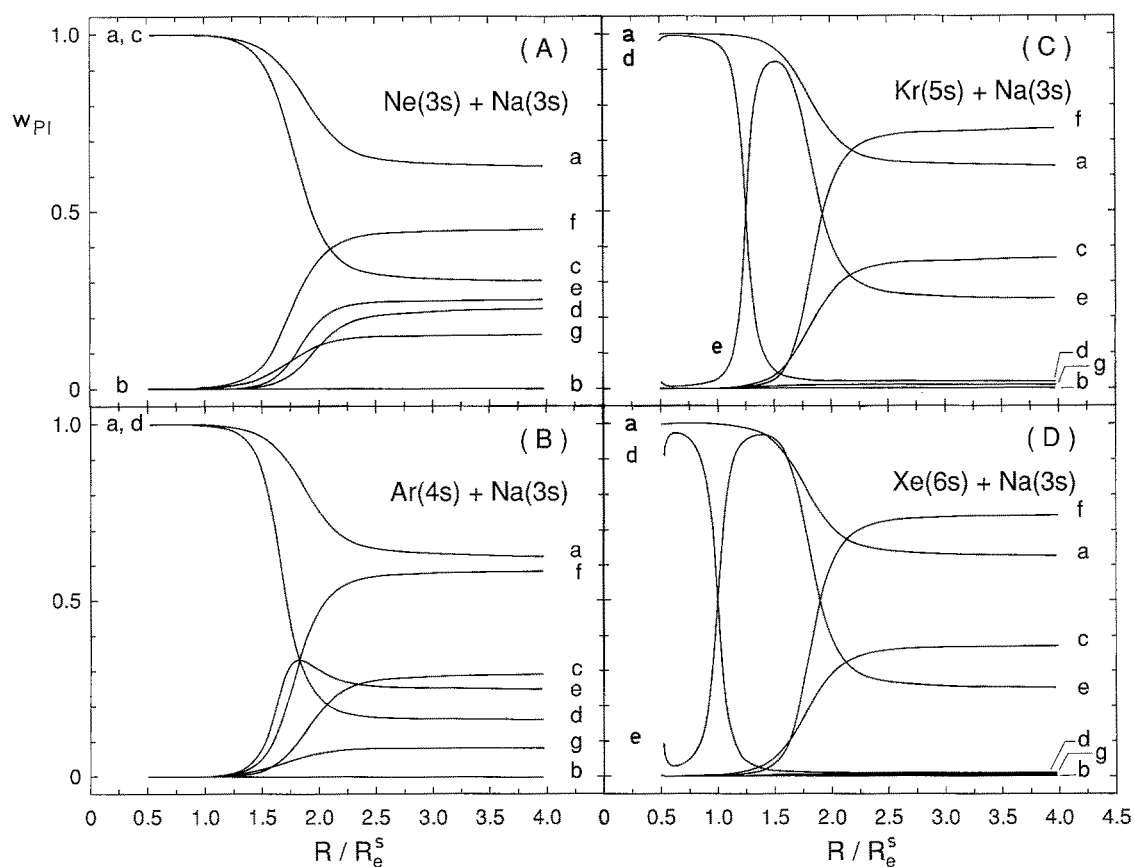 1.0
a, c
( A )
Ne(3s) + Na(3s)
w_PI
a
f
0.5
c
e
d
g
b
b
0
a
d
( C )
Kr(5s) + Na(3s)
f
a
c
e
e
d
g
b
1.0
a, d
( B )
Ar(4s) + Na(3s)
a
f
0.5
c
e
d
g
b
0
0 0.5 1.0 1.5 2.0 2.5 3.0 3.5 4.0
R / R_e^s
a
d
( D )
Xe(6s) + Na(3s)
f
a
c
e
e
d
g
b
0 0.5 1.0 1.5 2.0 2.5 3.0 3.5 4.0 4.5
R / R_e^s